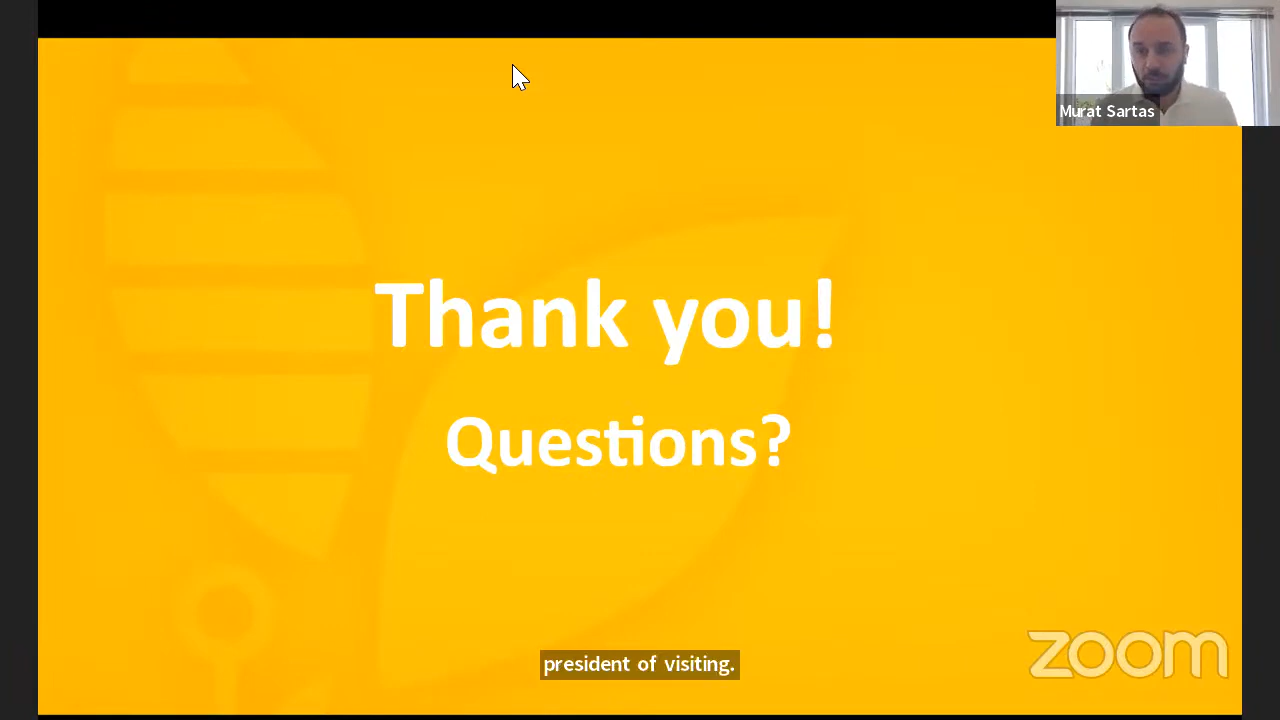 Murat Sartas
Thank you!
Questions?
president of visiting.
zoom